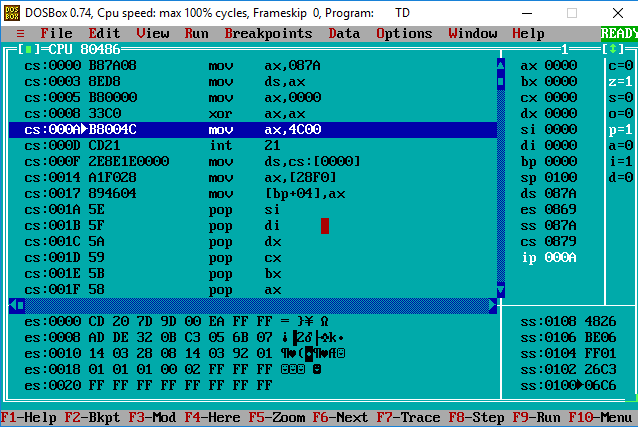 DOSBox 0.74, Cpu speed: max 100% cycles, Frameskip 0, Program: TD
≡ File Edit View Run Breakpoints Data Options Window Help READY
[■]=CPU 80486 1 [↕]
cs:0000 B87A08 mov ax,087A ax 0000 c=0
cs:0003 8ED8 mov ds,ax bx 0000 z=1
cs:0005 B80000 mov ax,0000 cx 0000 s=0
cs:0008 33C0 xor ax,ax dx 0000 o=0
cs:000A►B8004C mov ax,4C00 si 0000 p=1
cs:000D CD21 int 21 di 0000 a=0
cs:000F 2E8E1E0000 mov ds,cs:[0000] bp 0000 i=1
cs:0014 A1F028 mov ax,[28F0] sp 0100 d=0
cs:0017 894604 mov [bp+04],ax ds 087A
cs:001A 5E pop si es 0869
cs:001B 5F pop di ss 087A
cs:001C 5A pop dx cs 0879
cs:001D 59 pop cx ip 000A
cs:001E 5B pop bx
cs:001F 58 pop ax
es:0000 CD 20 7D 9D 00 EA FF FF = }¥ Ω ss:0108 4826
es:0008 AD DE 32 0B C3 05 6B 07 ¡▐2♂├♣k• ss:0106 BE06
es:0010 14 03 28 08 14 03 92 01 ¶♥(◘¶♥Æ☺ ss:0104 FF01
es:0018 01 01 01 00 02 FF FF FF ☺☺☺ ☻ ss:0102 26C3
es:0020 FF FF FF FF FF FF FF FF ss:0100►06C6
F1-Help F2-Bkpt F3-Mod F4-Here F5-Zoom F6-Next F7-Trace F8-Step F9-Run F10-Menu